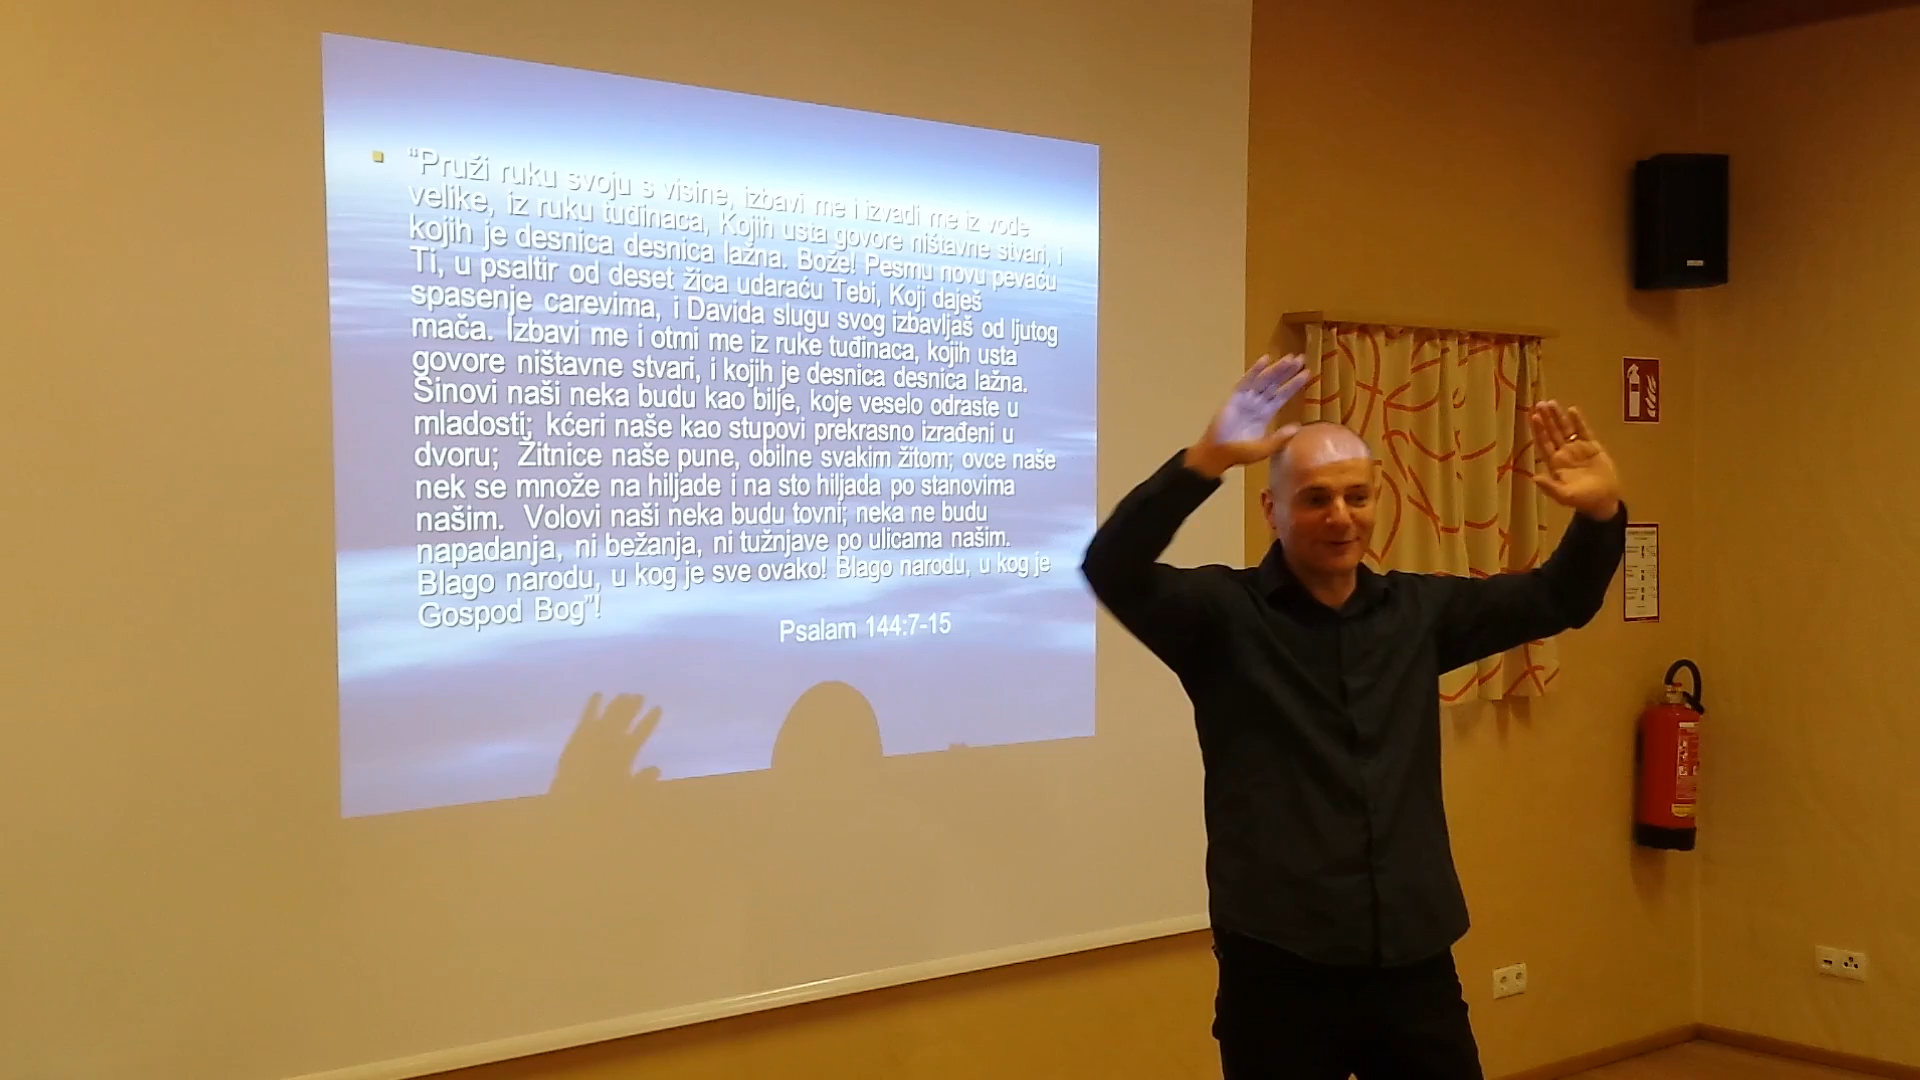 “Pruži ruku svoju s visine, izbavi me i izvadi me iz vode
velike, iz ruku tuđinaca, Kojih usta govore ništavne stvari, i
kojih je desnica desnica lažna. Bože! Pesmu novu pevaću
Ti, u psaltir od deset žica udaraću Tebi, Koji daješ
spasenje carevima, i Davida slugu svog izbavljaš od ljutog
mača. Izbavi me i otmi me iz ruke tuđinaca, kojih usta
govore ništavne stvari, i kojih je desnica desnica lažna.
Sinovi naši neka budu kao bilje, koje veselo odraste u
mladosti; kćeri naše kao stupovi prekrasno izrađeni u
dvoru; Žitnice naše pune, obilne svakim žitom; ovce naše
nek se množe na hiljade i na sto hiljada po stanovima
našim. Volovi naši neka budu tovni; neka ne budu
napadanja, ni bežanja, ni tužnjave po ulicama našim.
Blago narodu, u kog je sve ovako! Blago narodu, u kog je
Gospod Bog”!
Psalam 144:7-15